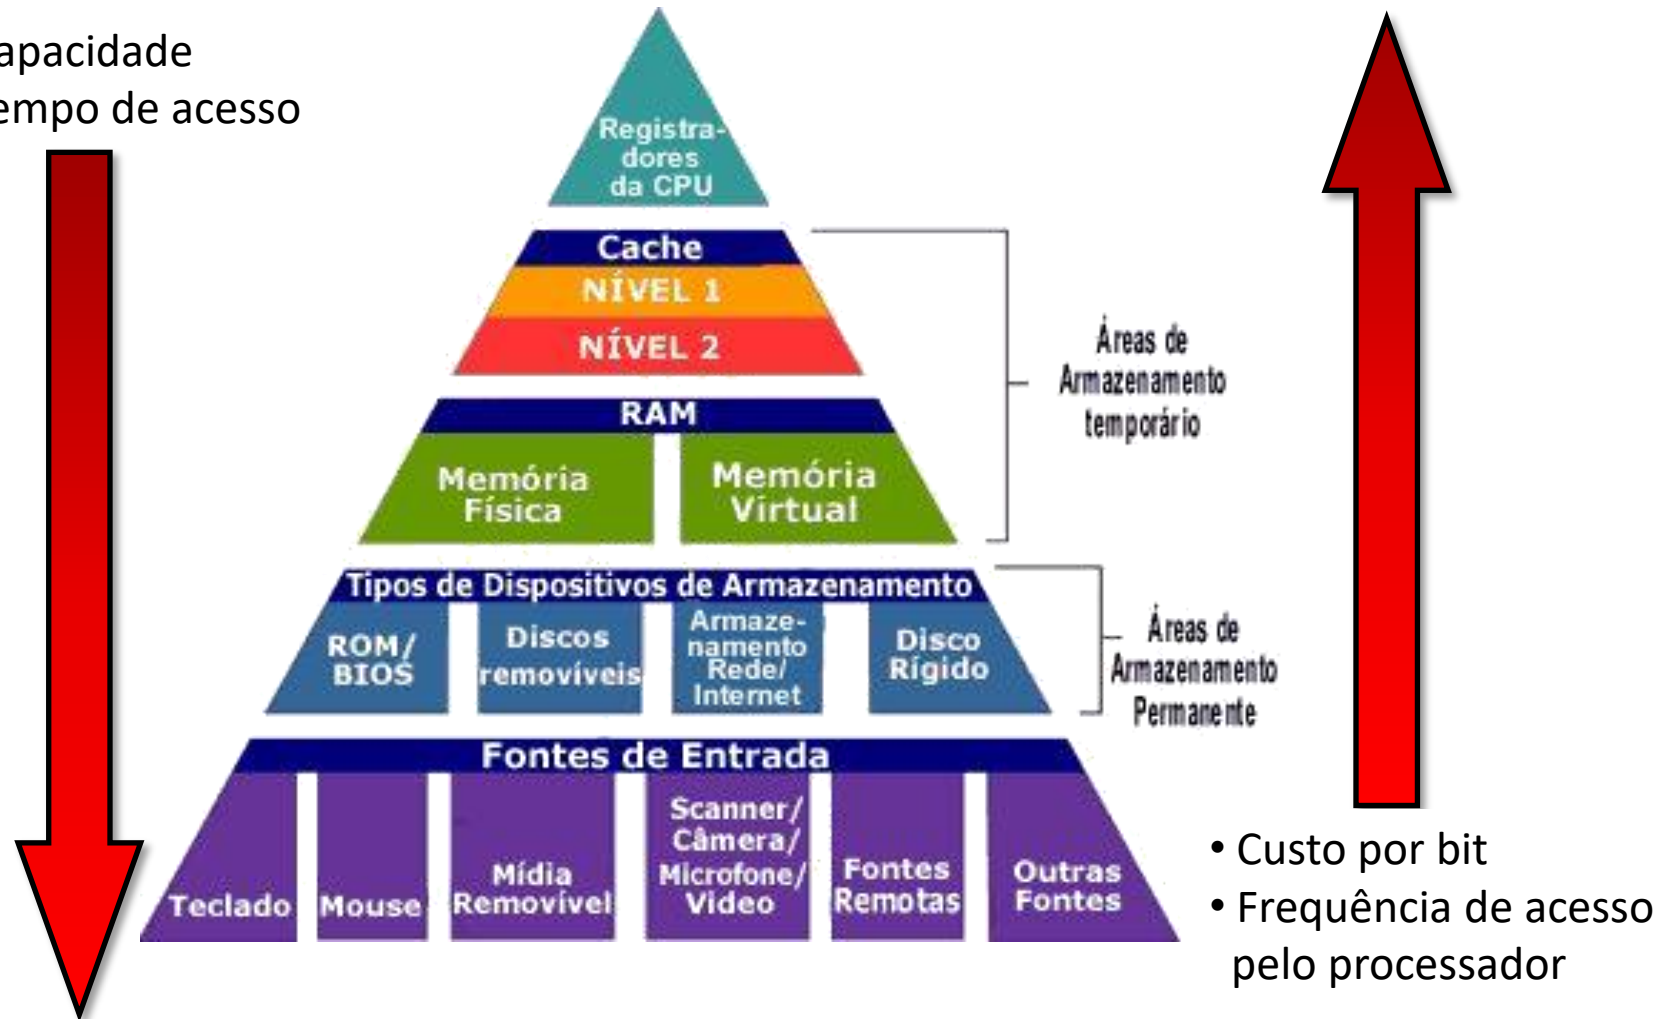 apacidade
empo de acesso
Registra-
dores
da CPU
Cache
NÍVEL 1
NÍVEL 2
RAM
Memória
Física
Memória
Virtual
Áreas de
Armazenamento
temporário
Tipos de Dispositivos de Armazenamento
ROM/
BIOS
Discos
removíveis
Armaze-
namento
Rede/
Internet
Disco
Rígido
Áreas de
Armazenamento
Permanente
Fontes de Entrada
Teclado
Mouse
Mídia
Removível
Scanner/
Câmera/
Microfone/
Video
Fontes
Remotas
Outras
Fontes
• Custo por bit
• Frequência de acesso
pelo processador